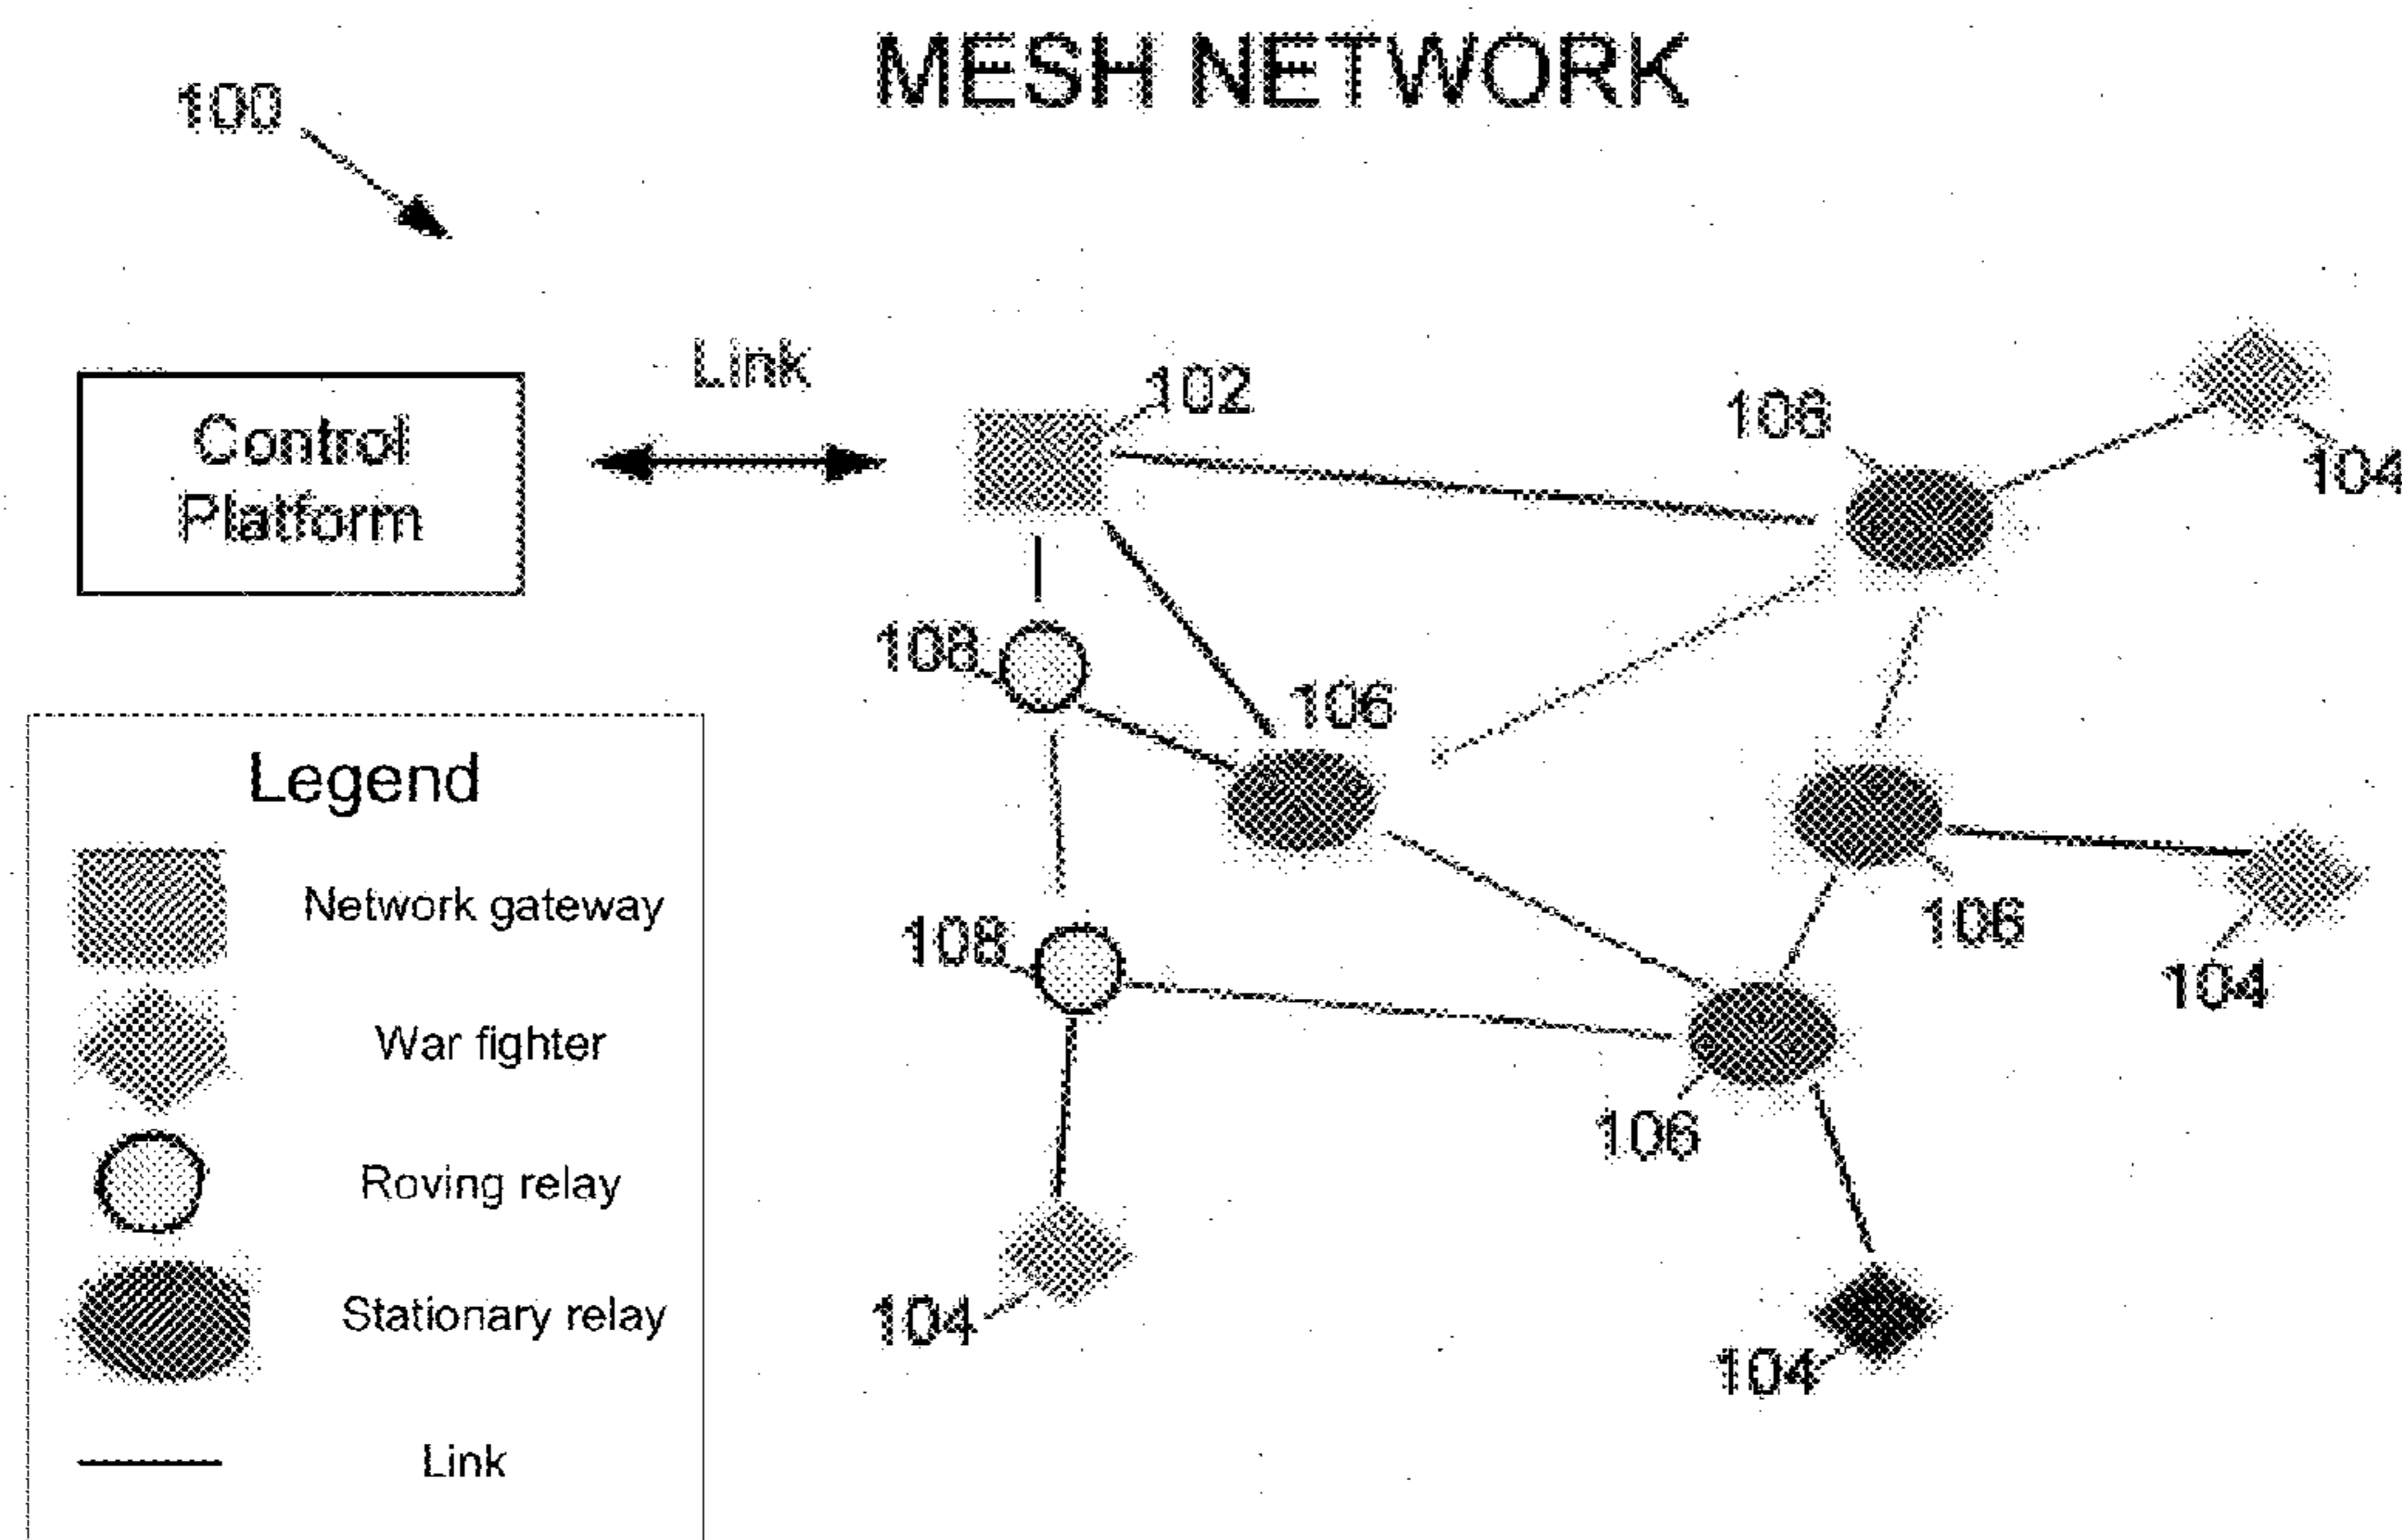 MESH NETWORK
100
Link
102
106
104
Control
Platform
108
106
Legend
Network gateway
War fighter
Roving relay
Stationary relay
Link
108
106
104
106
104
104